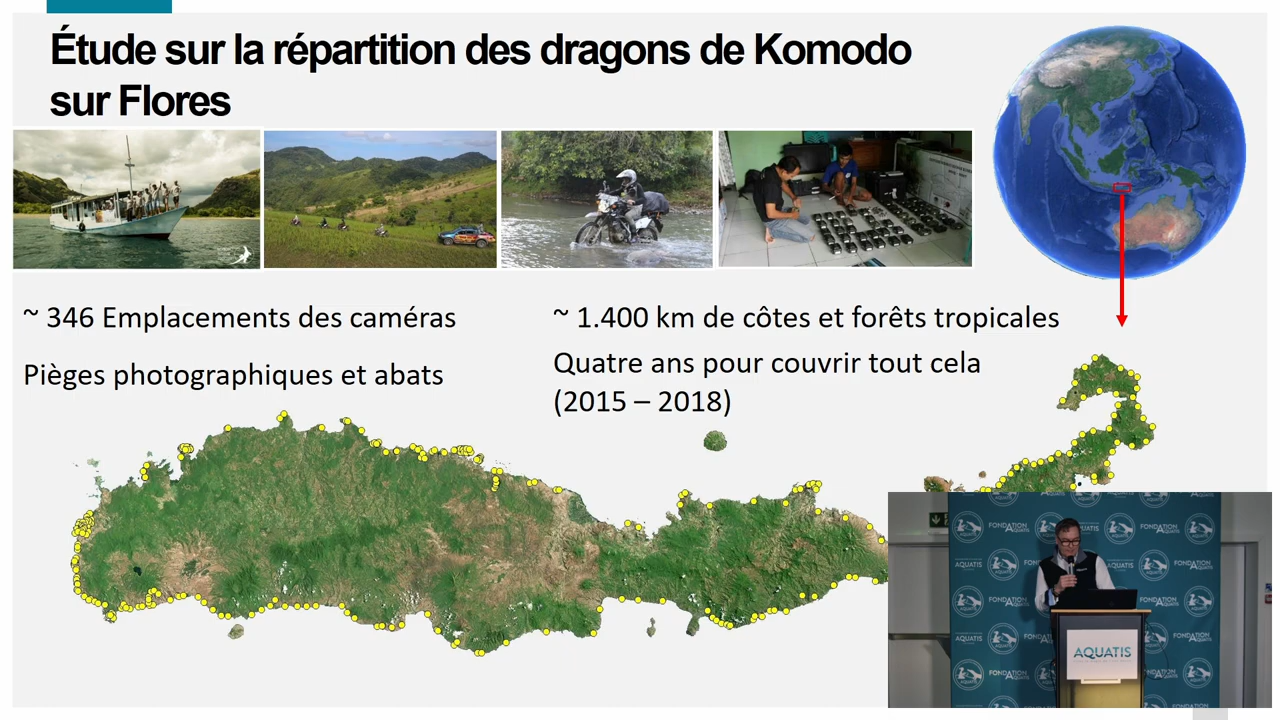 Étude sur la répartition des dragons de Komodo
sur Flores
~ 346 Emplacements des caméras
Pièges photographiques et abats
~ 1.400 km de côtes et forêts tropicales
Quatre ans pour couvrir tout cela
(2015 – 2018)
FONDATION
AQUATIS
AQUATIS